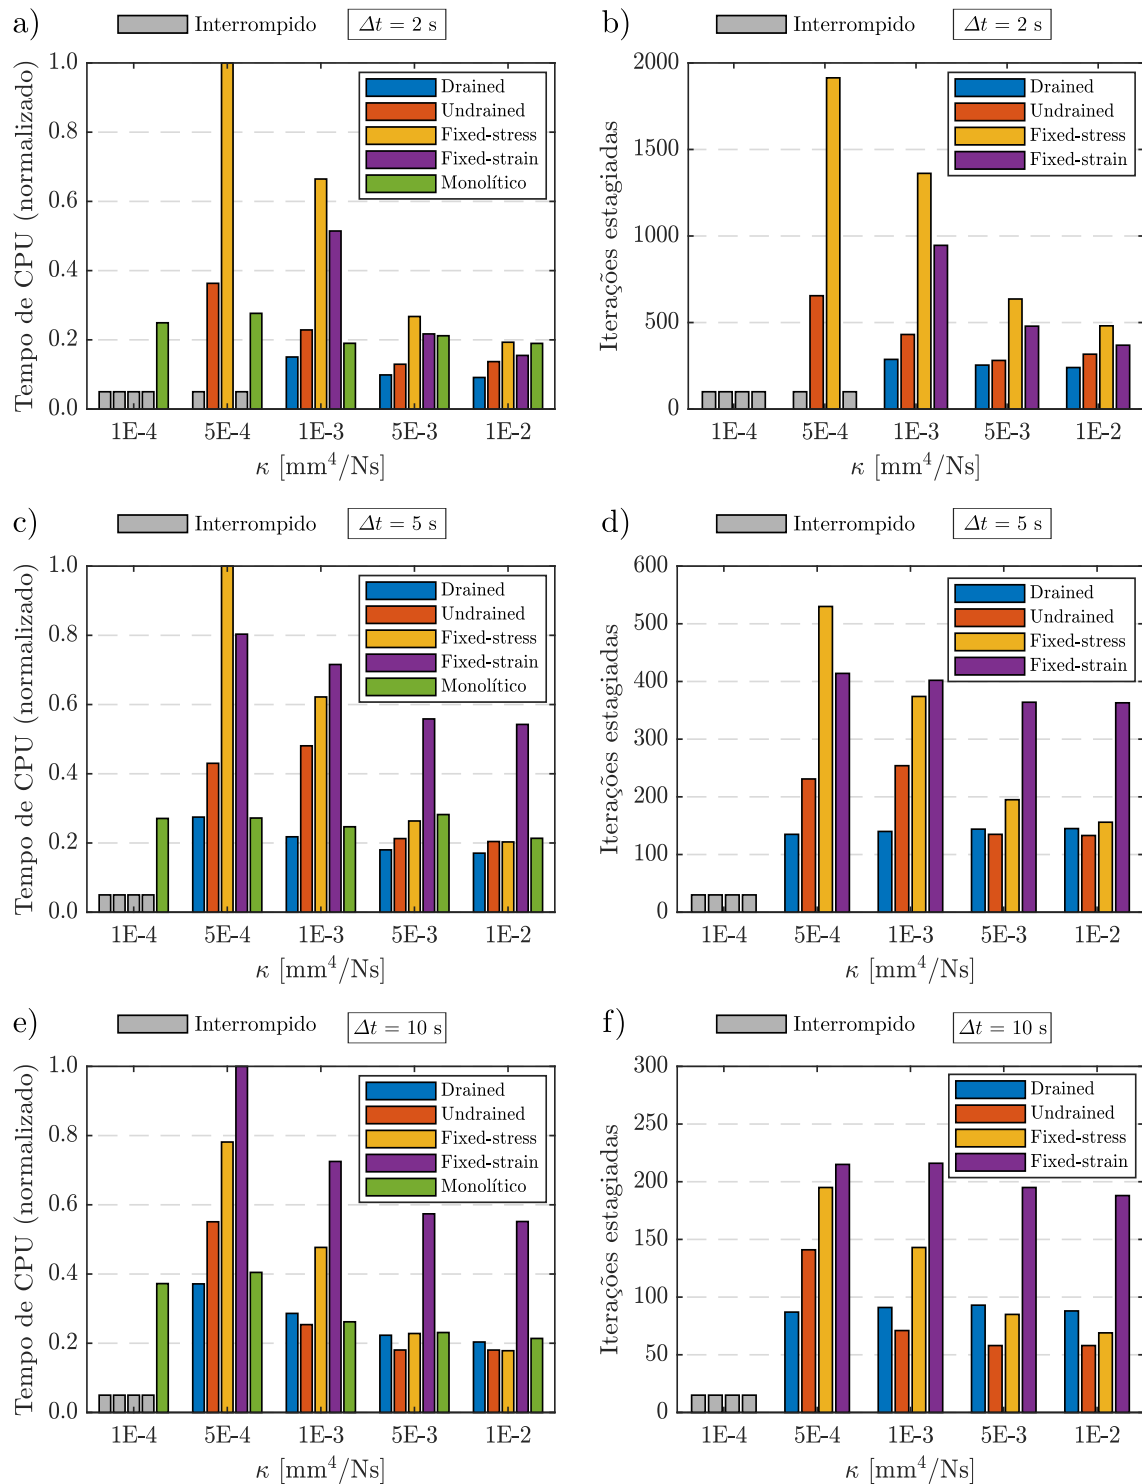 a)
Interrompido
Δt = 2 s
Tempo de CPU (normalizado)
1.0
0.8
0.6
0.4
0.2
0.0
Drained
Undrained
Fixed-stress
Fixed-strain
Monolítico
1E-4 5E-4 1E-3 5E-3 1E-2
κ [mm⁴/Ns]
b)
Interrompido
Δt = 2 s
Iterações estagiadas
2000
1500
1000
500
0
Drained
Undrained
Fixed-stress
Fixed-strain
1E-4 5E-4 1E-3 5E-3 1E-2
κ [mm⁴/Ns]
c)
Interrompido
Δt = 5 s
Tempo de CPU (normalizado)
1.0
0.8
0.6
0.4
0.2
0.0
Drained
Undrained
Fixed-stress
Fixed-strain
Monolítico
1E-4 5E-4 1E-3 5E-3 1E-2
κ [mm⁴/Ns]
d)
Interrompido
Δt = 5 s
Iterações estagiadas
600
500
400
300
200
100
0
Drained
Undrained
Fixed-stress
Fixed-strain
1E-4 5E-4 1E-3 5E-3 1E-2
κ [mm⁴/Ns]
e)
Interrompido
Δt = 10 s
Tempo de CPU (normalizado)
1.0
0.8
0.6
0.4
0.2
0.0
Drained
Undrained
Fixed-stress
Fixed-strain
Monolítico
1E-4 5E-4 1E-3 5E-3 1E-2
κ [mm⁴/Ns]
f)
Interrompido
Δt = 10 s
Iterações estagiadas
300
250
200
150
100
50
0
Drained
Undrained
Fixed-stress
Fixed-strain
1E-4 5E-4 1E-3 5E-3 1E-2
κ [mm⁴/Ns]